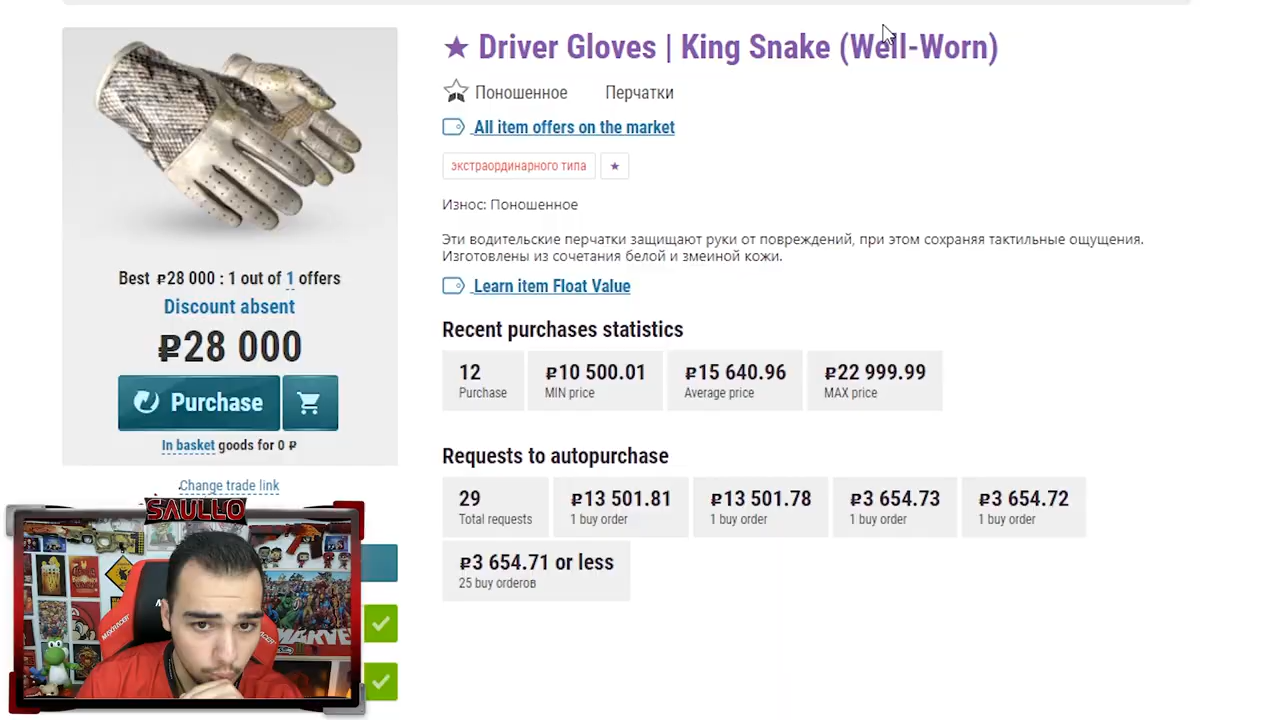 ★ Driver Gloves | King Snake (Well-Worn)
Поношенное Перчатки
All item offers on the market
экстраординарного типа ★
Износ: Поношенное
Эти водительские перчатки защищают руки от повреждений, при этом сохраняя тактильные ощущения.
Изготовлены из сочетания белой и змеиной кожи.
Learn item Float Value
Best ₽28 000 : 1 out of 1 offers
Discount absent
₽28 000
Purchase
In basket goods for 0 ₽
Change trade link
Recent purchases statistics
12 ₽10 500.01 ₽15 640.96 ₽22 999.99
Purchase MIN price Average price MAX price
Requests to autopurchase
29 ₽13 501.81 ₽13 501.78 ₽3 654.73 ₽3 654.72
Total requests 1 buy order 1 buy order 1 buy order 1 buy order
₽3 654.71 or less
25 buy orderов
SAULLO
MARVEL